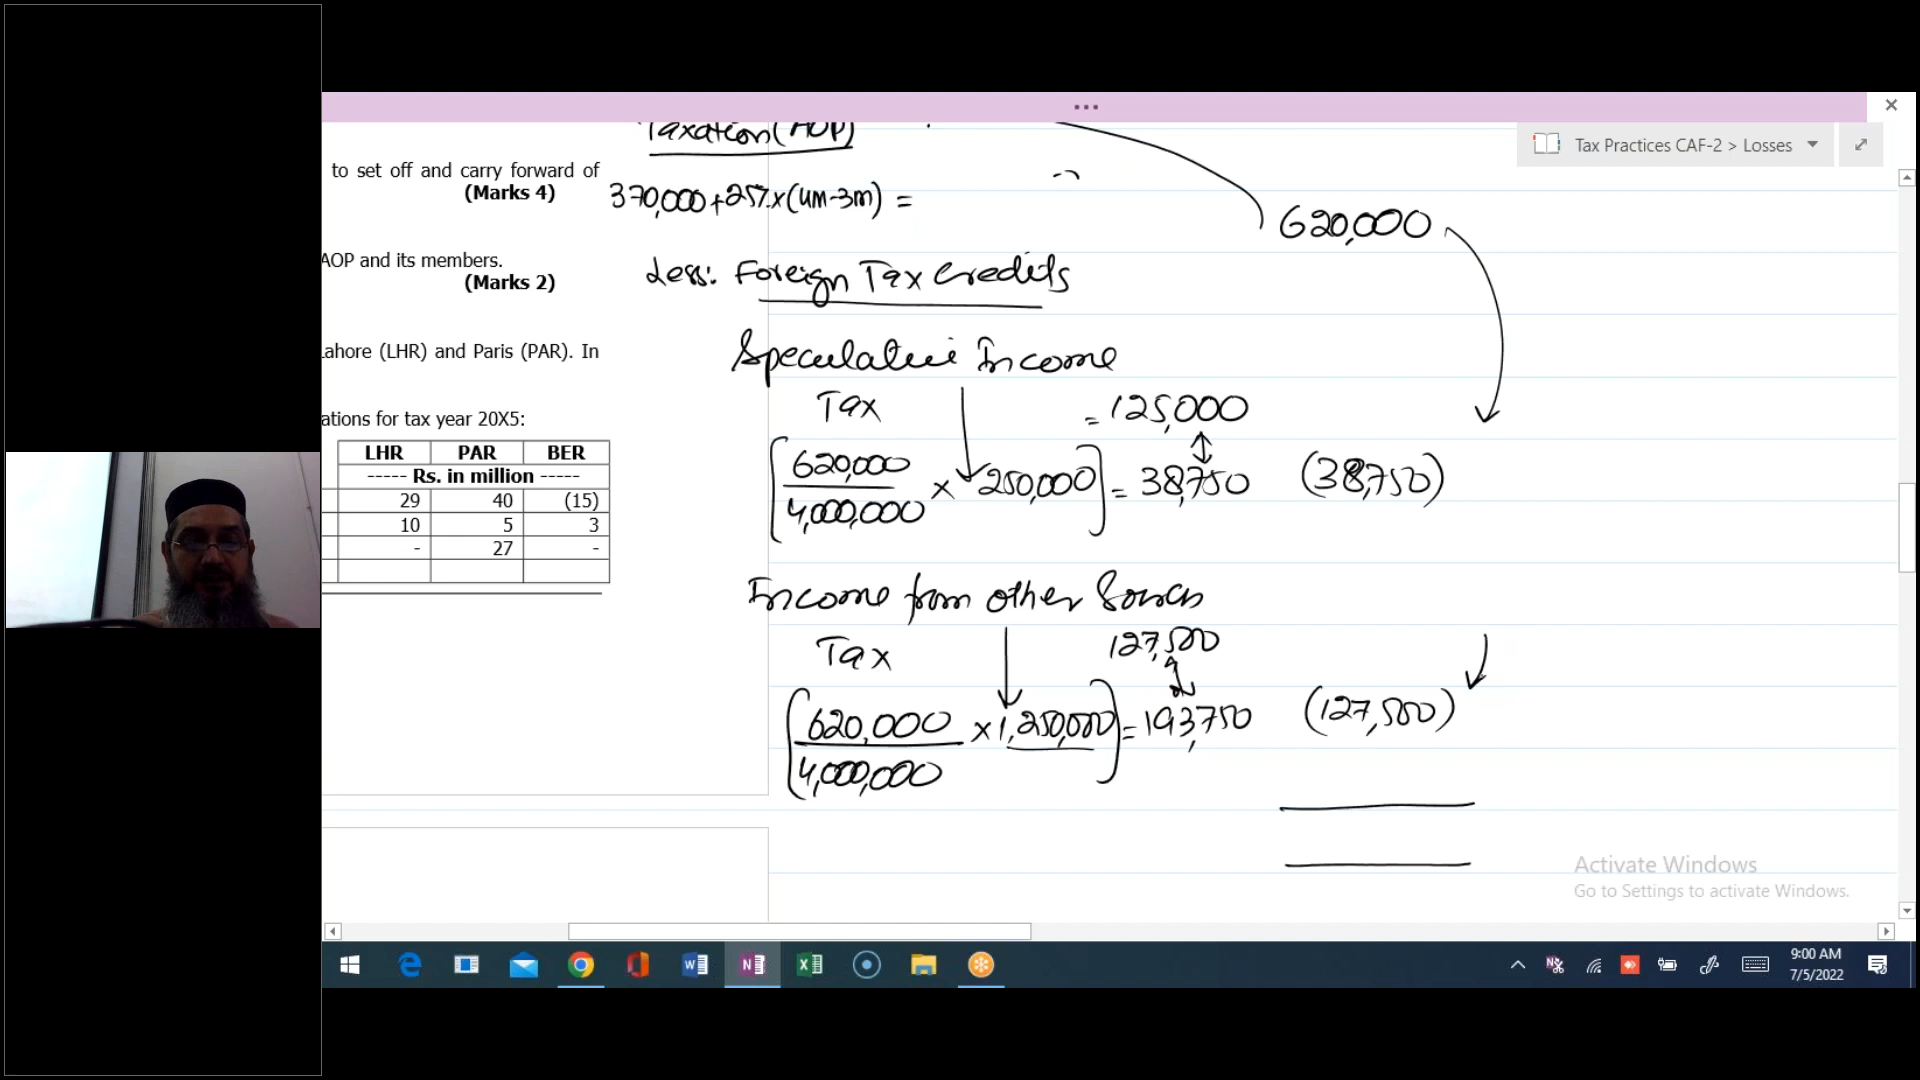 Tax Practices CAF-2 > Losses
to set off and carry forward of
(Marks 4)
AOP and its members.
(Marks 2)
Lahore (LHR) and Paris (PAR). In
ations for tax year 20X5:
LHR PAR BER
----- Rs. in million -----
29 40 (15)
10 5 3
- 27 -
Taxation (AOP)
370,000+25%x(4m-3m) =
620,000
Less: Foreign Tax Credits
Speculative Income
Tax
= 125,000
[620,000
4,000,000 x 250,000] = 38,750 (38,750)
Income from other Sources
Tax
127,500
[620,000
4,000,000 x 1,250,000] = 193,750 (127,500)
Activate Windows
Go to Settings to activate Windows.
9:00 AM
7/5/2022